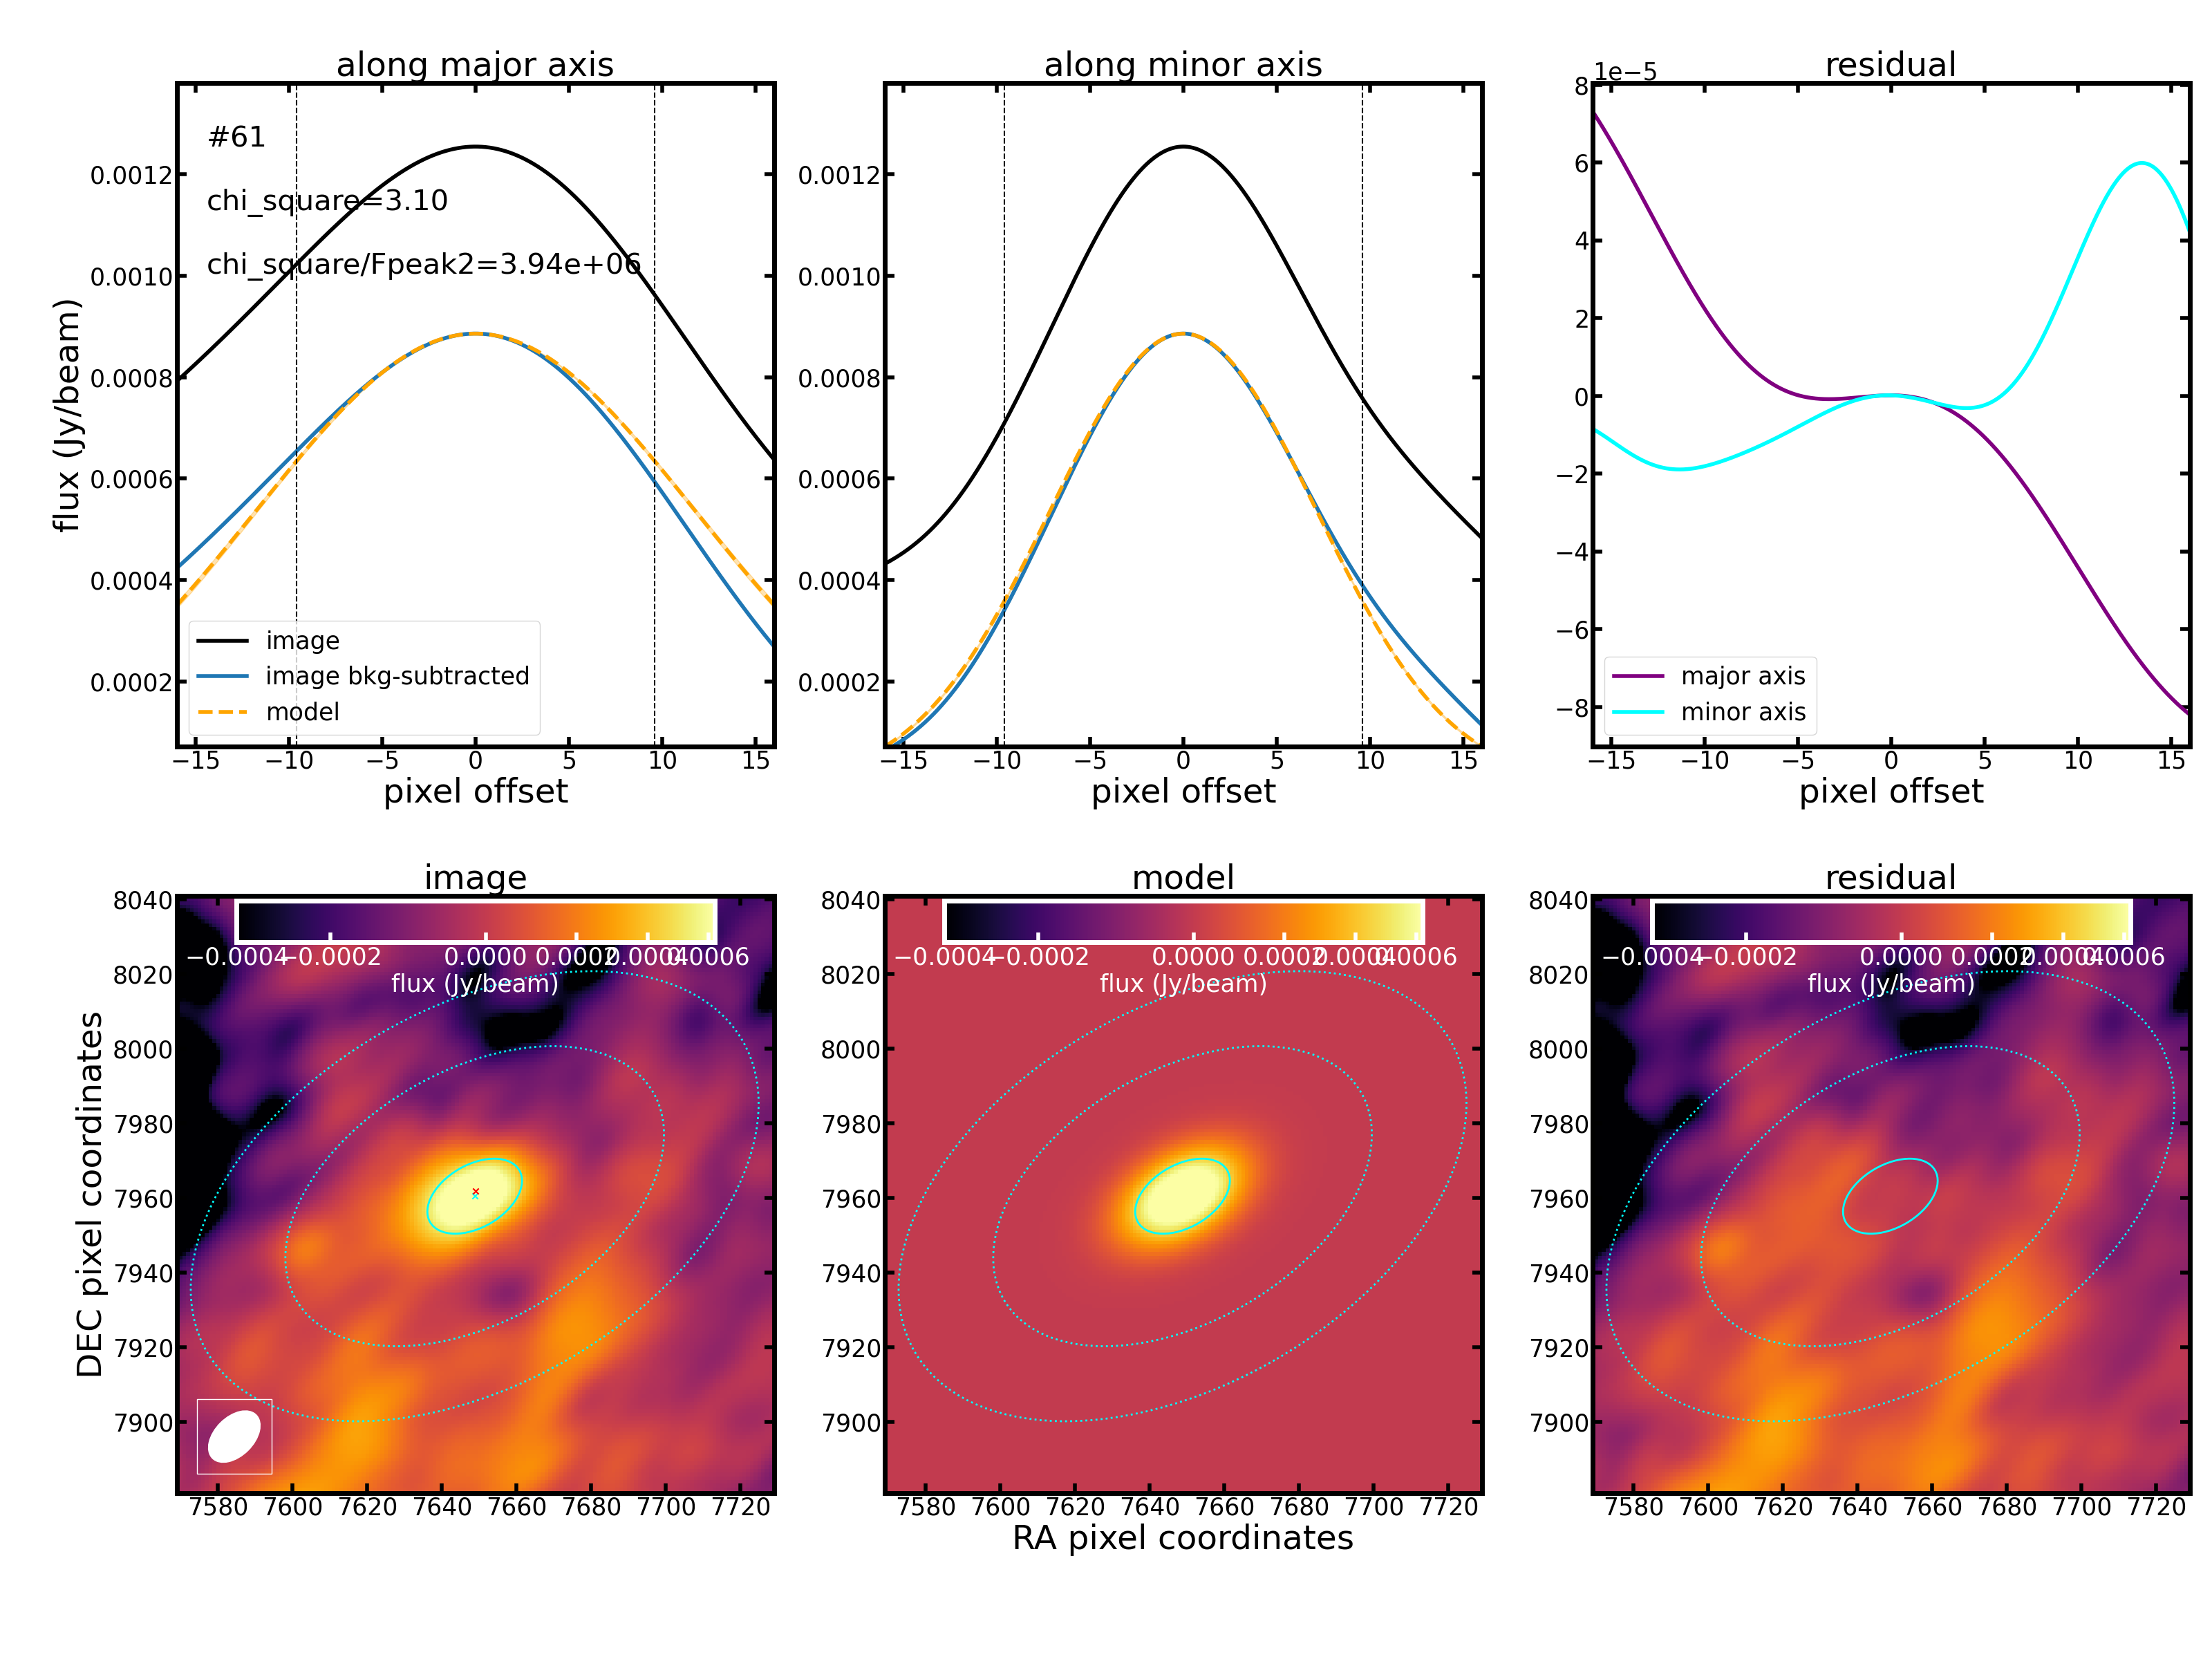 along major axis
along minor axis
residual
1e−5
#61
chi_square=3.10
chi_square/Fpeak2=3.94e+06
flux (Jy/beam)
0.0012
0.0010
0.0008
0.0006
0.0004
0.0002
image
image bkg-subtracted
model
−15 −10 −5 0 5 10 15
pixel offset
0.0012
0.0010
0.0008
0.0006
0.0004
0.0002
−15 −10 −5 0 5 10 15
pixel offset
8
6
4
2
0
−2
−4
−6
−8
major axis
minor axis
−15 −10 −5 0 5 10 15
pixel offset
image
model
residual
DEC pixel coordinates
8040
8020
8000
7980
7960
7940
7920
7900
−0.0004 −0.0002 0.0000 0.0002 0.0004 0.0006
flux (Jy/beam)
7580 7600 7620 7640 7660 7680 7700 7720
8040
8020
8000
7980
7960
7940
7920
7900
−0.0004 −0.0002 0.0000 0.0002 0.0004 0.0006
flux (Jy/beam)
7580 7600 7620 7640 7660 7680 7700 7720
RA pixel coordinates
8040
8020
8000
7980
7960
7940
7920
7900
−0.0004 −0.0002 0.0000 0.0002 0.0004 0.0006
flux (Jy/beam)
7580 7600 7620 7640 7660 7680 7700 7720